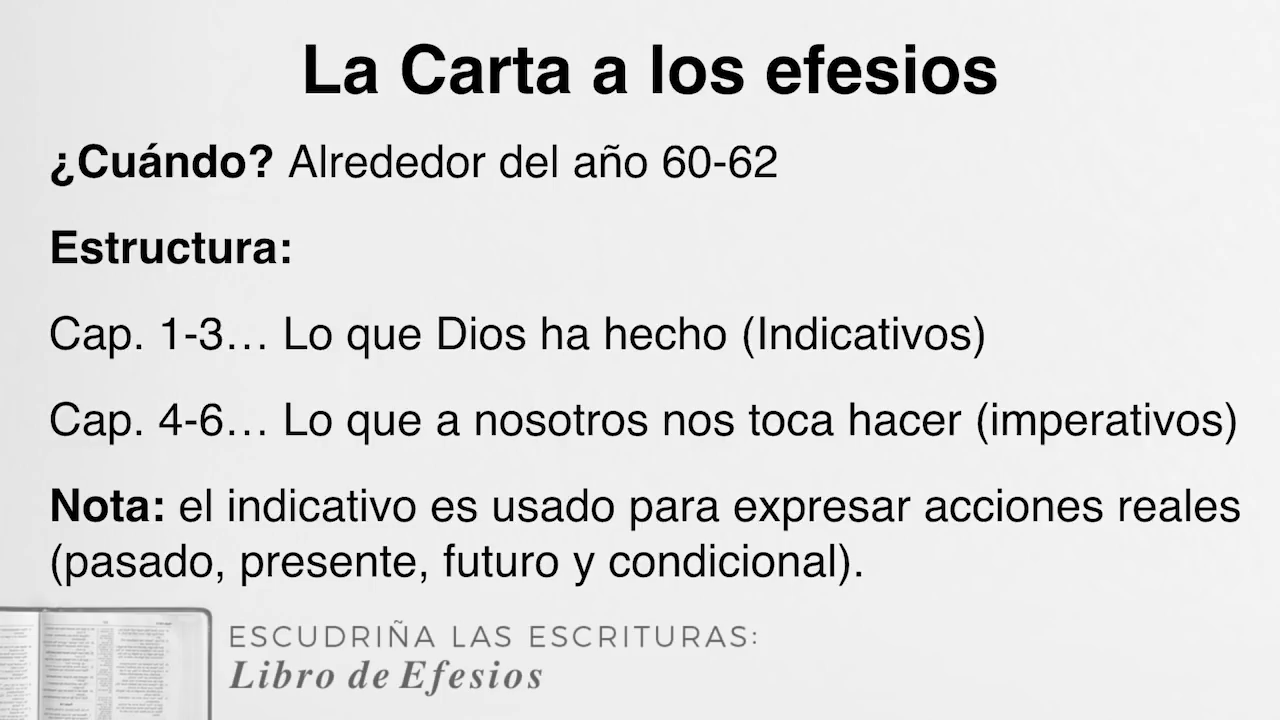 La Carta a los efesios
¿Cuándo? Alrededor del año 60-62
Estructura:
Cap. 1-3… Lo que Dios ha hecho (Indicativos)
Cap. 4-6… Lo que a nosotros nos toca hacer (imperativos)
Nota: el indicativo es usado para expresar acciones reales
(pasado, presente, futuro y condicional).
ESCUDRIÑA LAS ESCRITURAS:
Libro de Efesios